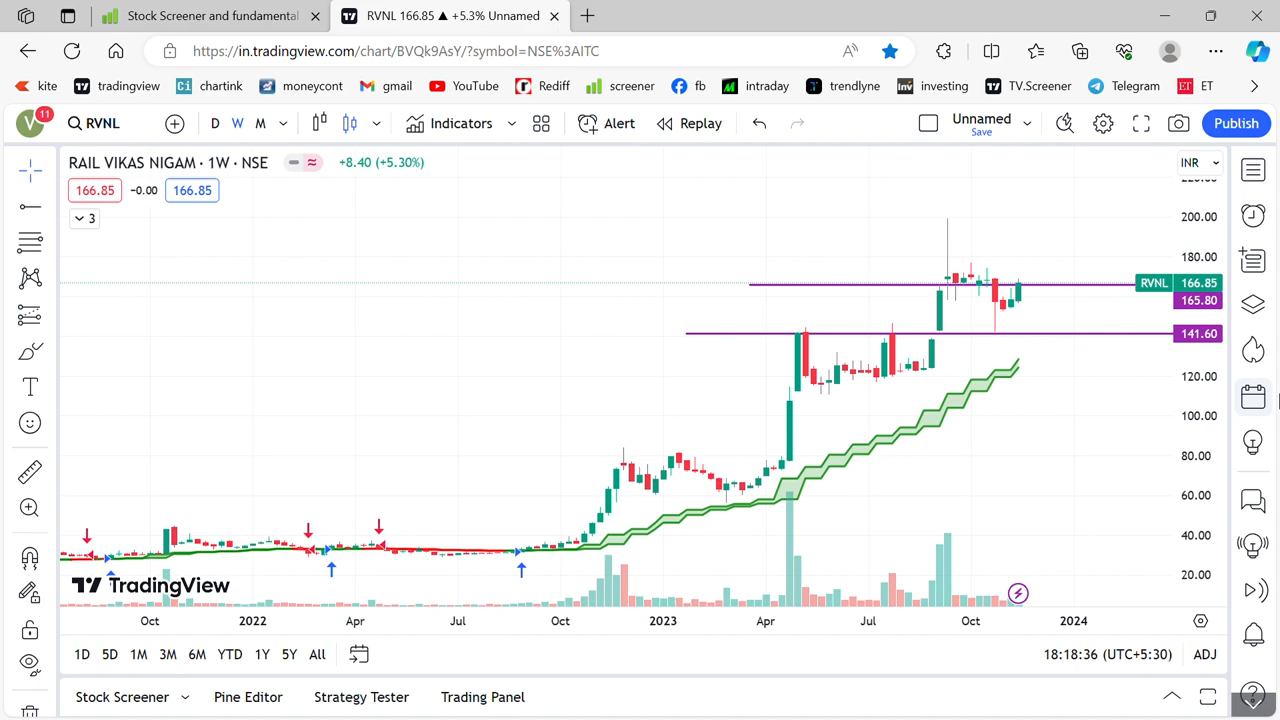 Stock Screener and fundamental
RVNL 166.85 ▲ +5.3% Unnamed
https://in.tradingview.com/chart/BVQk9AsY/?symbol=NSE%3AITC
kite
tradingview
Ci chartink
moneycont
gmail
YouTube
Rediff
screener
fb
intraday
trendlyne
Inv investing
TV.Screener
Telegram
ET ET
V 11
RVNL
D W M
Indicators
Alert
Replay
Unnamed
Save
Publish
RAIL VIKAS NIGAM · 1W · NSE
+8.40 (+5.30%)
INR
166.85 -0.00 166.85
3
200.00
180.00
RVNL 166.85
165.80
141.60
120.00
100.00
80.00
60.00
40.00
20.00
TradingView
Oct 2022 Apr Jul Oct 2023 Apr Jul Oct 2024
1D 5D 1M 3M 6M YTD 1Y 5Y All
18:18:36 (UTC+5:30) ADJ
Stock Screener Pine Editor Strategy Tester Trading Panel